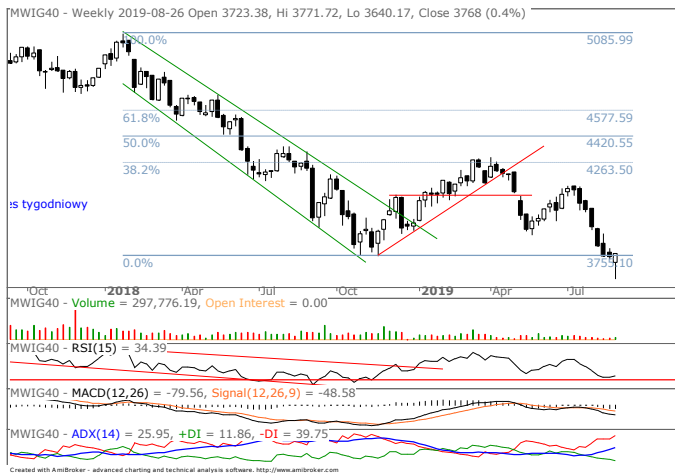 MWIG40 - Weekly 2019-08-26 Open 3723.38, Hi 3771.72, Lo 3640.17, Close 3768 (0.4%)
100.0% 5085.99
61.8% 4577.59
50.0% 4420.55
38.2% 4263.50
es tygodniowy
0.0% 3755.10
Oct 2018 Apr Jul Oct 2019 Apr Jul
MWIG40 - Volume = 297,776.19, Open Interest = 0.00
MWIG40 - RSI(15) = 34.39
MWIG40 - MACD(12,26) = -79.56, Signal(12,26,9) = -48.58
MWIG40 - ADX(14) = 25.95, +DI = 11.86, -DI = 39.75
Created with AmiBroker - advanced charting and technical analysis software. http://www.amibroker.com